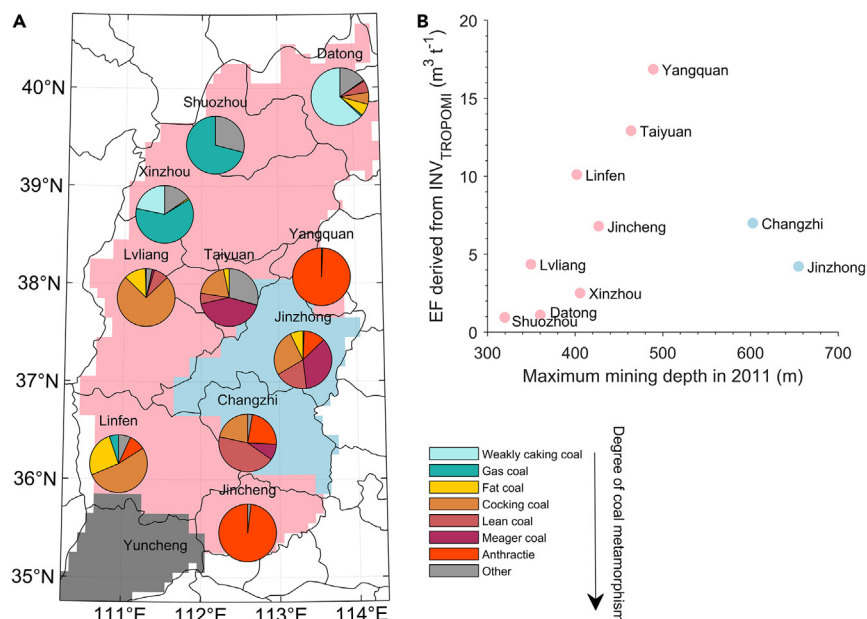 A
Datong
40°N
Shuozhou
39°N
Xinzhou
Yangquan
Lvliang
Taiyuan
38°N
Jinzhong
37°N
Changzhi
Linfen
36°N
Jincheng
Yuncheng
35°N
111°E
112°E
113°E
114°E
B
EF derived from INVTROPOMI (m³ t⁻¹)
20
15
10
5
0
Yangquan
Taiyuan
Linfen
Jincheng
Changzhi
Lvliang
Jinzhong
Xinzhou
Datong
Shuozhou
300 400 500 600 700
Maximum mining depth in 2011 (m)
Weakly caking coal
Gas coal
Fat coal
Cocking coal
Lean coal
Meager coal
Anthractie
Other
Degree of coal metamorphism